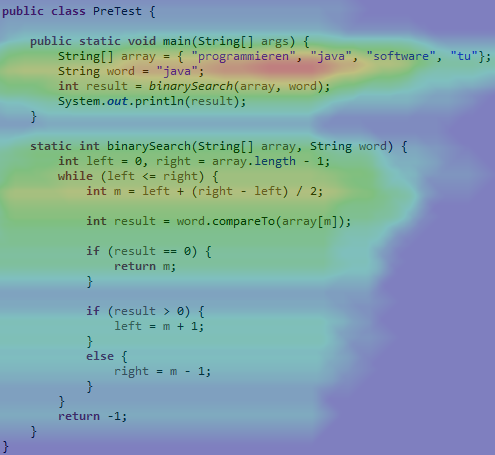 public class PreTest {
public static void main(String[] args) {
String[] array = { "programmieren", "java", "software", "tu"};
String word = "java";
int result = binarySearch(array, word);
System.out.println(result);
}
static int binarySearch(String[] array, String word) {
int left = 0, right = array.length - 1;
while (left <= right) {
int m = left + (right - left) / 2;
int result = word.compareTo(array[m]);
if (result == 0) {
return m;
}
if (result > 0) {
left = m + 1;
}
else {
right = m - 1;
}
}
return -1;
}
}